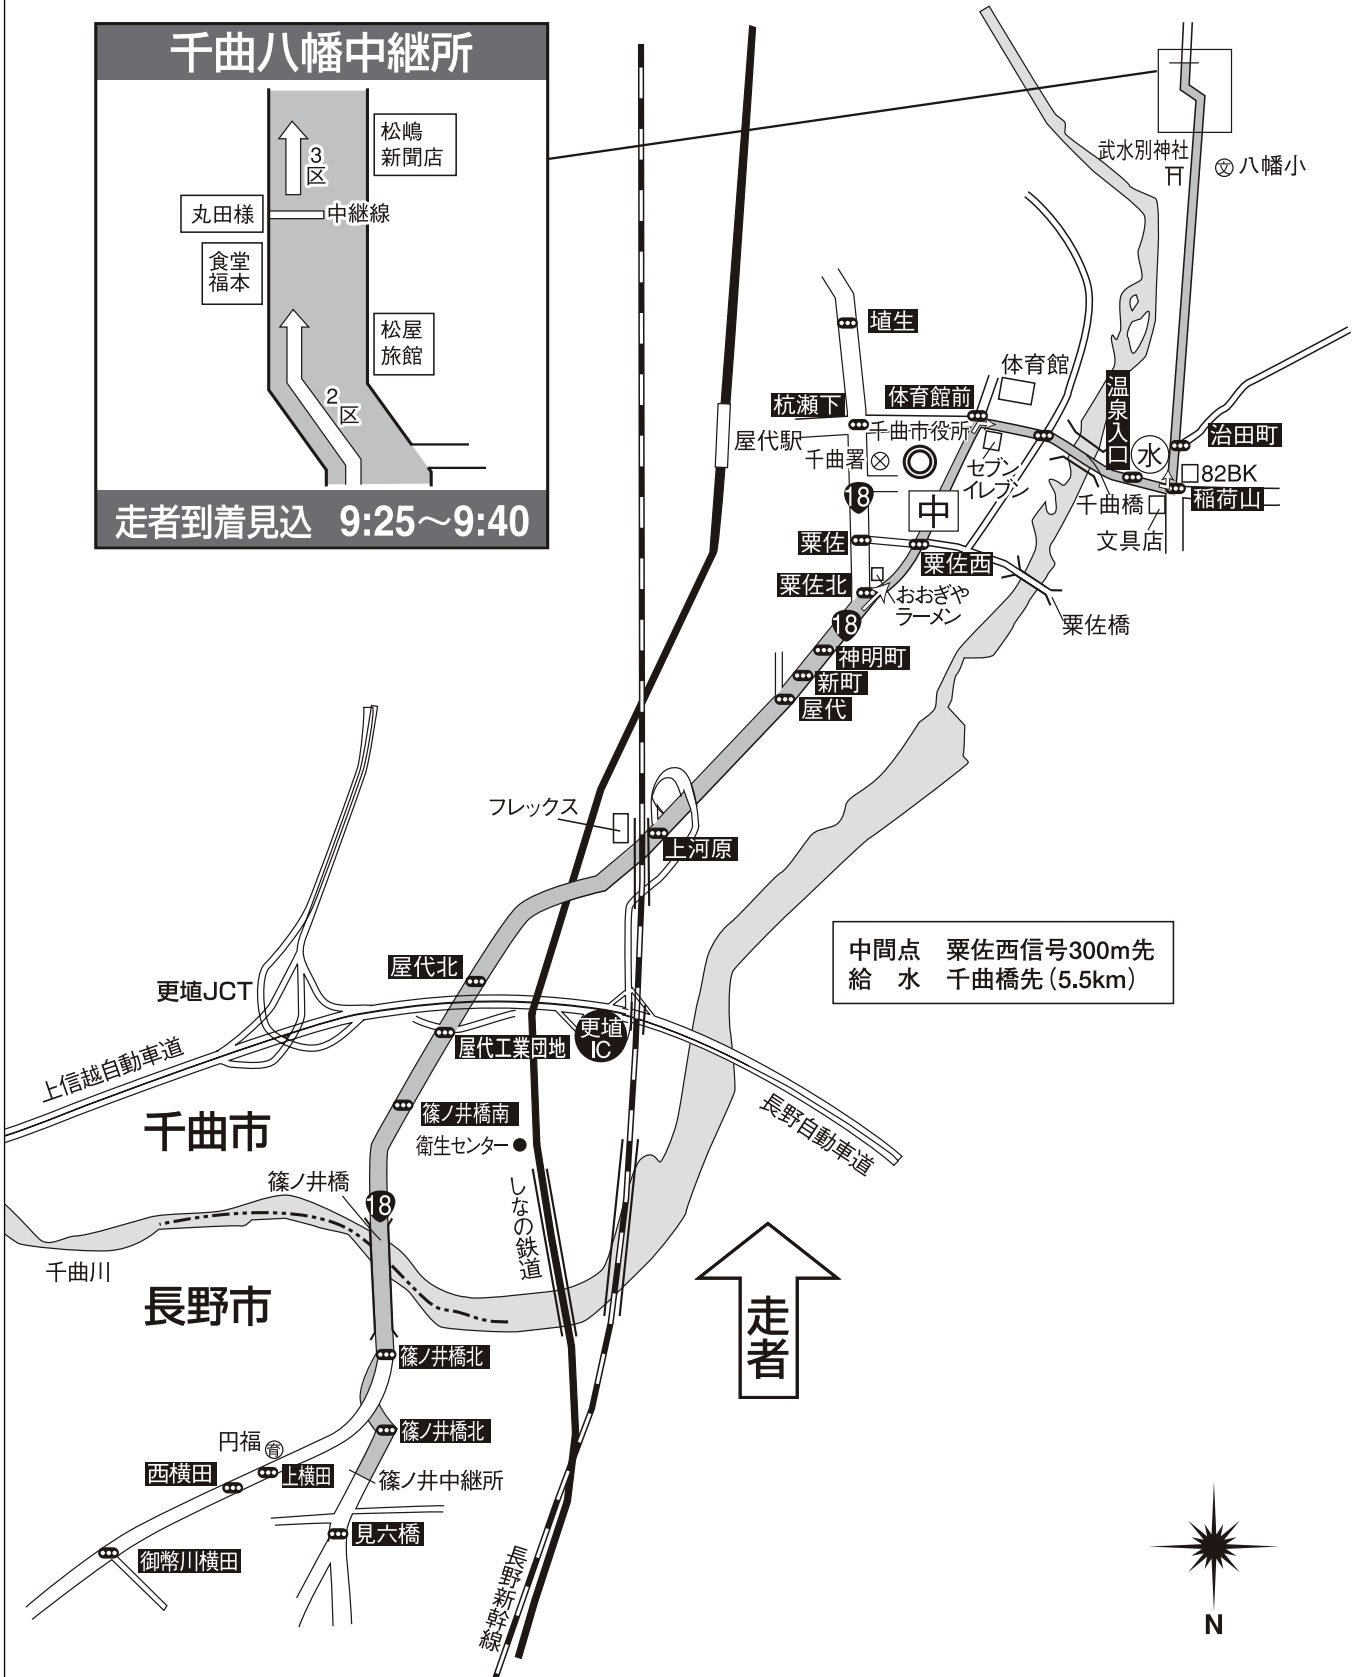 千曲八幡中継所
松嶋
新聞店
3
区
丸田様
中継線
食堂
福本
松屋
旅館
2
区
走者到着見込 9:25～9:40
武水別神社
文 八幡小
埴生
体育館
杭瀬下
体育館前
温泉入口
屋代駅
千曲市役所
千曲署
水
治田町
82BK
セブン
イレブン
稲荷山
18
中
千曲橋
文具店
粟佐
粟佐西
粟佐北
おおぎや
ラーメン
粟佐橋
18
神明町
新町
屋代
フレックス
上河原
中間点 粟佐西信号300m先
給 水 千曲橋先(5.5km)
屋代北
更埴JCT
更埴
IC
屋代工業団地
上信越自動車道
長野自動車道
千曲市
篠ノ井橋南
衛生センター
篠ノ井橋
18
しなの鉄道
千曲川
長野市
走者
篠ノ井橋北
篠ノ井橋北
円福 育
西横田
上横田
篠ノ井中継所
見六橋
御幣川横田
長野新幹線
N